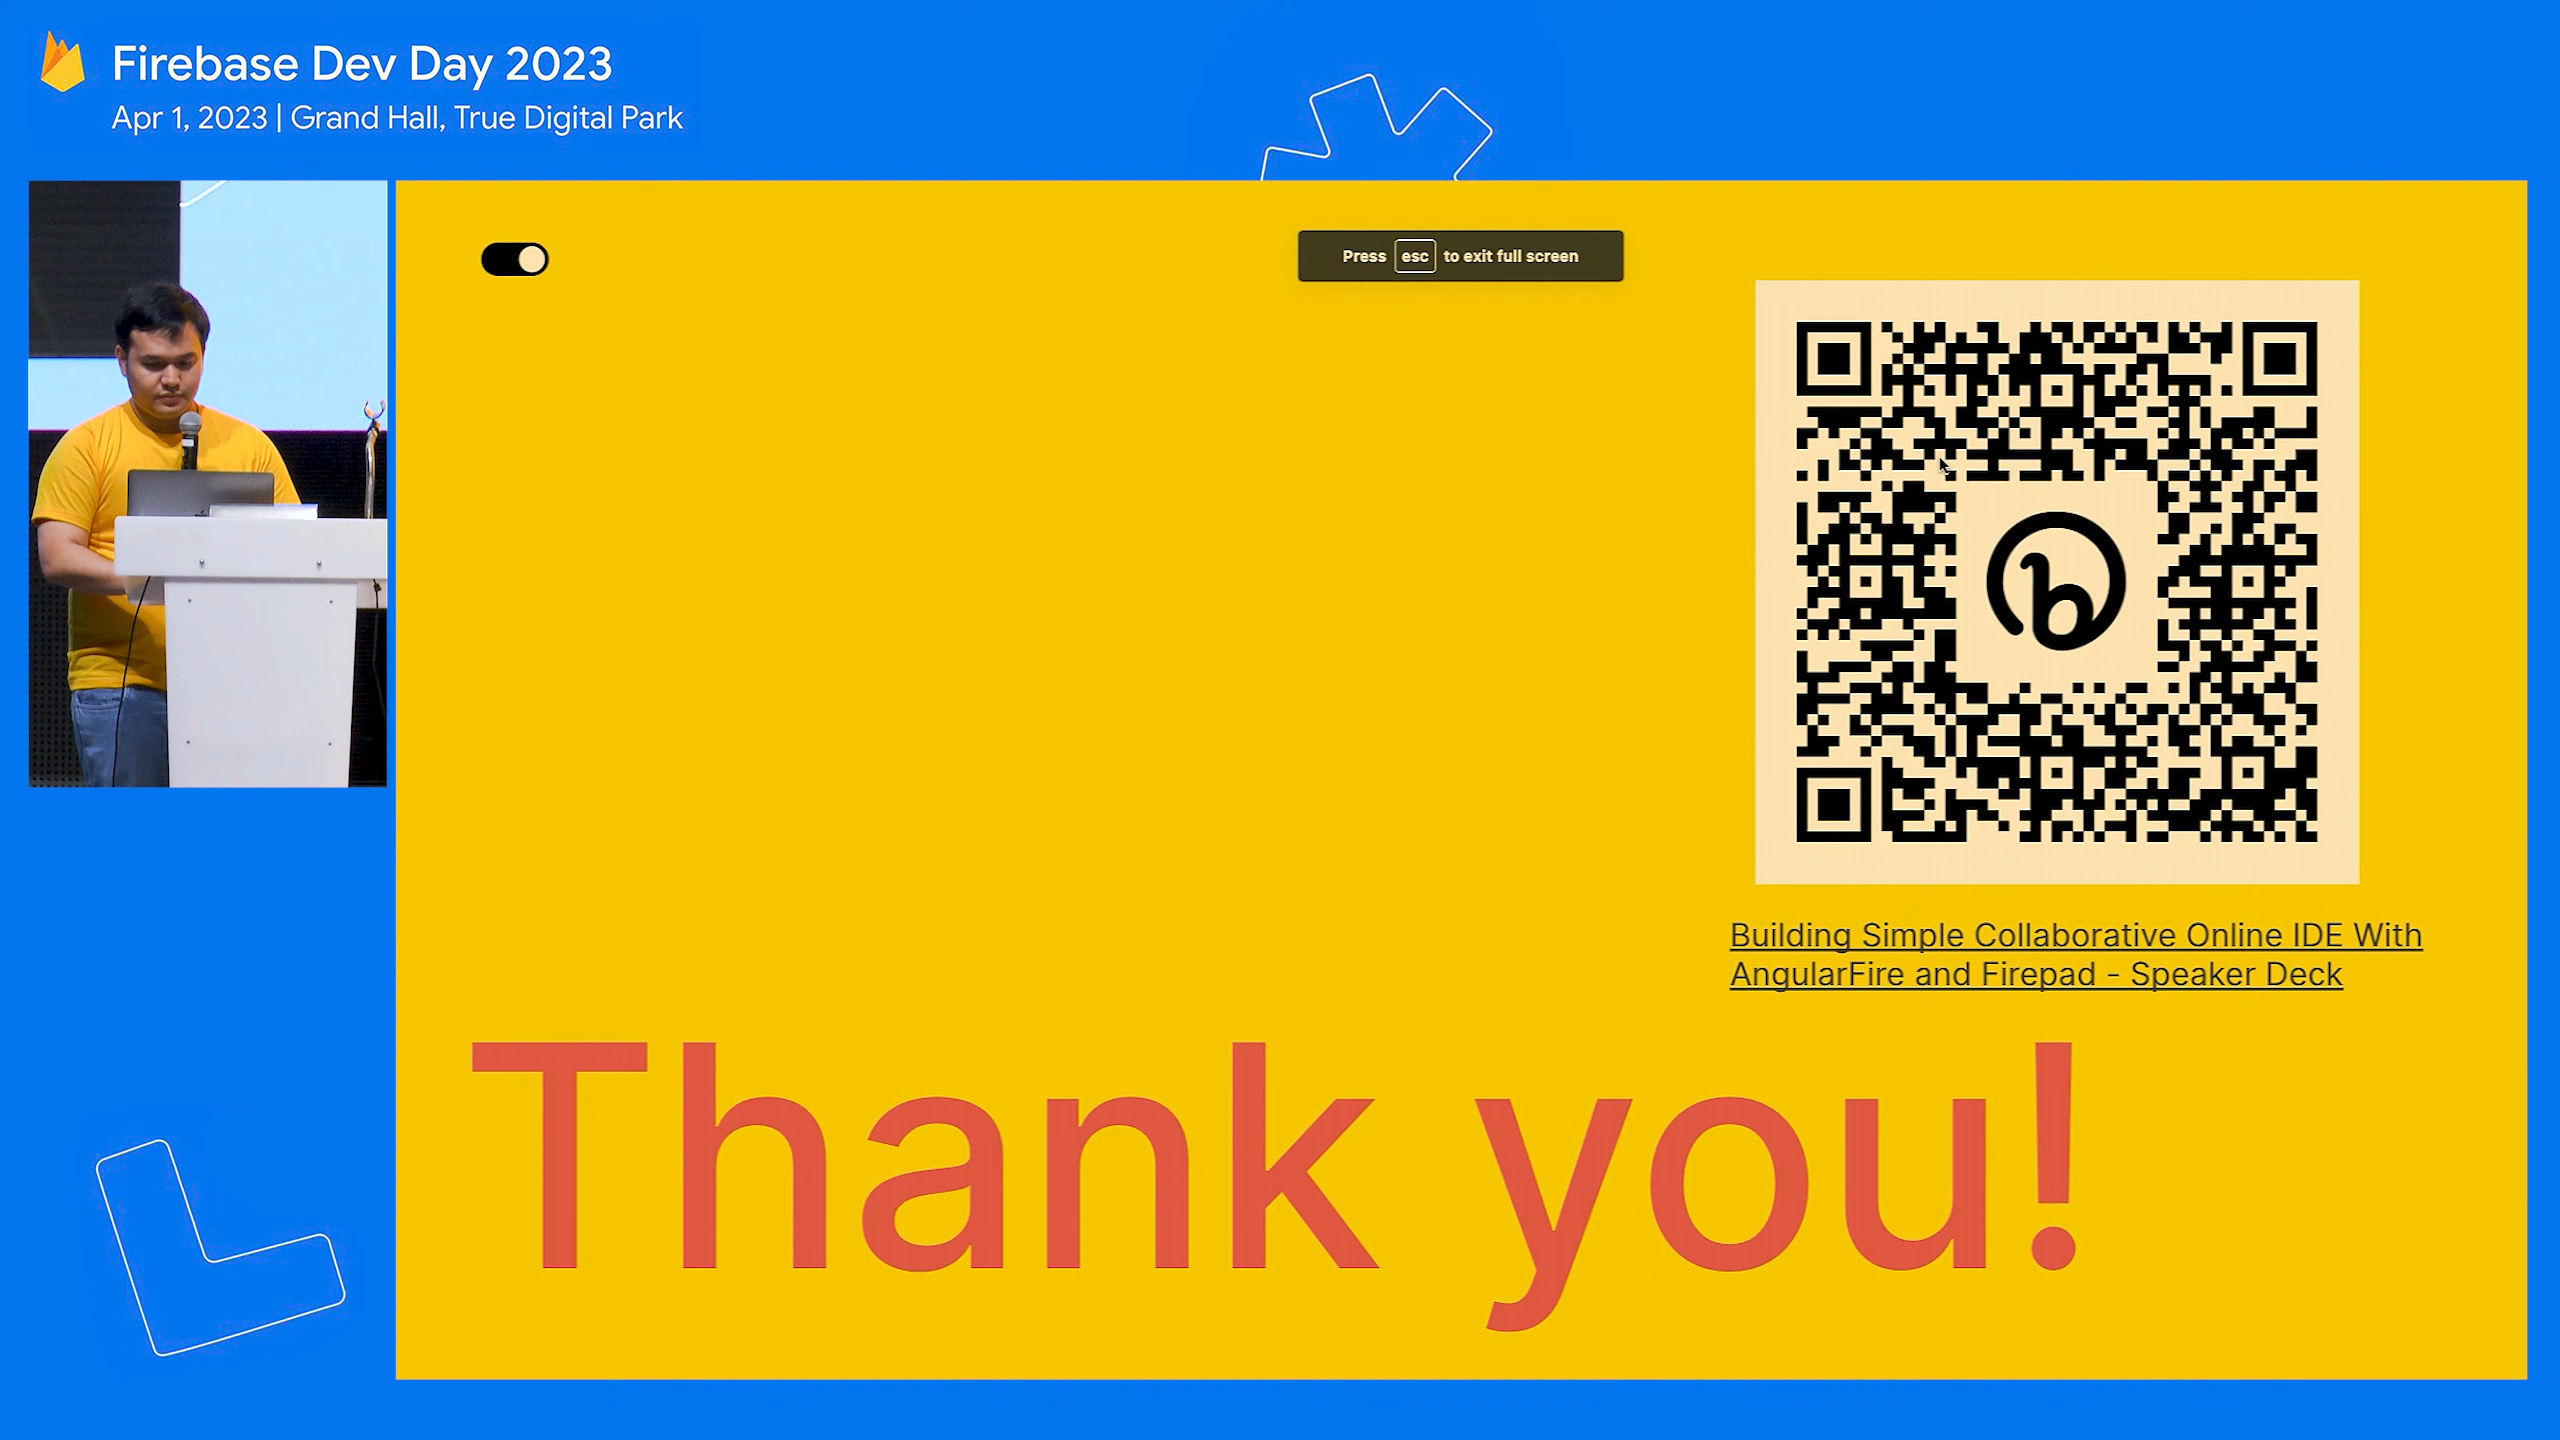 Firebase Dev Day 2023
Apr 1, 2023 | Grand Hall, True Digital Park
Press esc to exit full screen
Building Simple Collaborative Online IDE With
AngularFire and Firepad - Speaker Deck
Thank you!